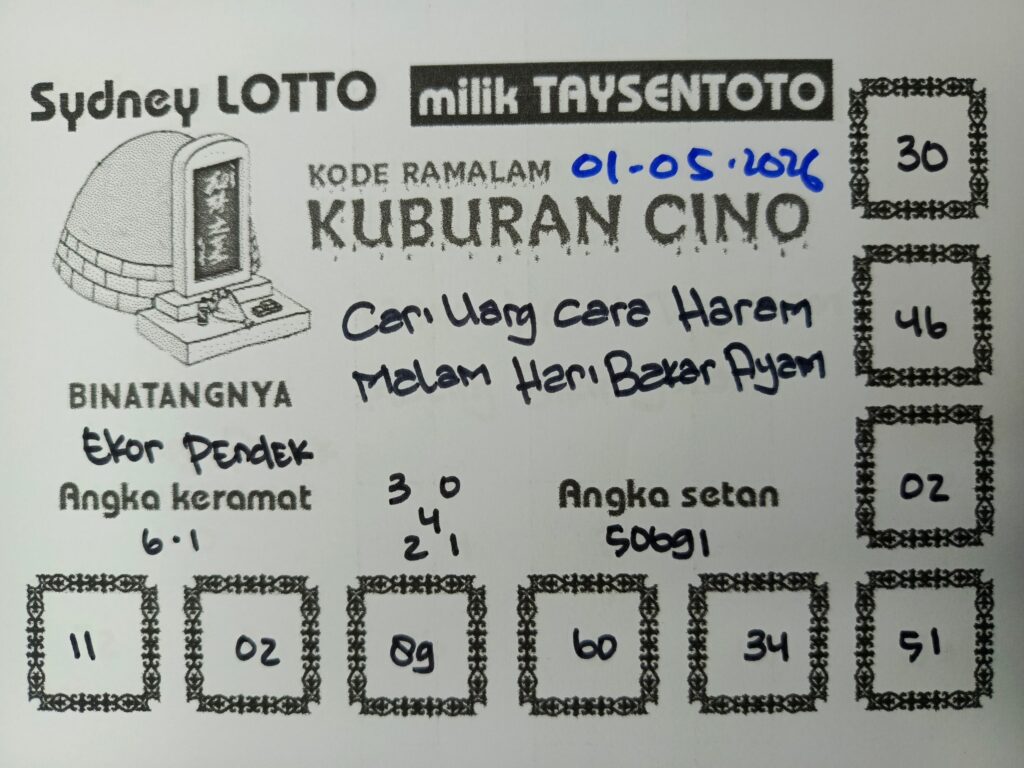 Sydney LOTTO milik TAYSENTOTO
KODE RAMALAM 01-05.2026
KUBURAN CINO
Cari Uang cara Haram
Malam Hari Bakar Ayam
BINATANGNYA
Ekor Pendek
Angka keramat
6.1
3 0
4
2 1
Angka setan
50691
30
46
02
11 02 89 60 34 51